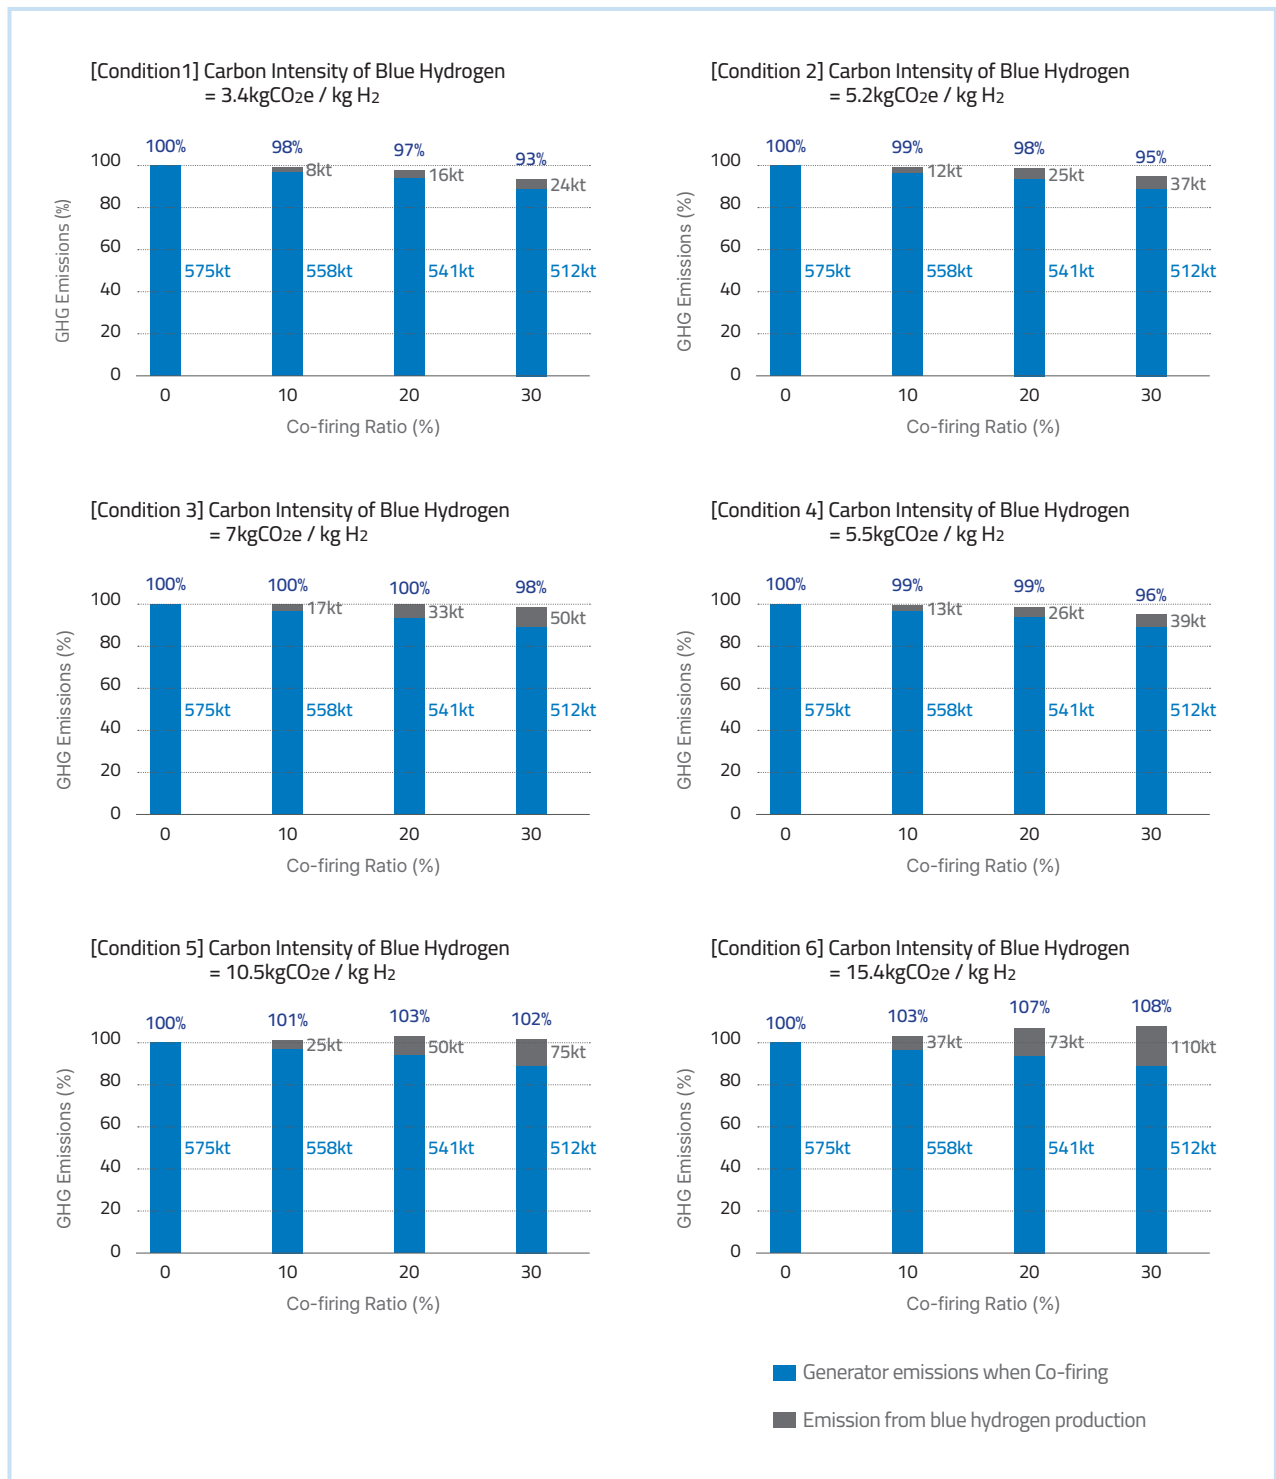 [Condition1] Carbon Intensity of Blue Hydrogen
= 3.4kgCO2e / kg H2
GHG Emissions (%)
100
80
60
40
20
0
100%
98%
97%
93%
8kt
16kt
24kt
575kt
558kt
541kt
512kt
0
10
20
30
Co-firing Ratio (%)
[Condition 2] Carbon Intensity of Blue Hydrogen
= 5.2kgCO2e / kg H2
GHG Emissions (%)
100
80
60
40
20
0
100%
99%
98%
95%
12kt
25kt
37kt
575kt
558kt
541kt
512kt
0
10
20
30
Co-firing Ratio (%)
[Condition 3] Carbon Intensity of Blue Hydrogen
= 7kgCO2e / kg H2
GHG Emissions (%)
100
80
60
40
20
0
100%
100%
100%
98%
17kt
33kt
50kt
575kt
558kt
541kt
512kt
0
10
20
30
Co-firing Ratio (%)
[Condition 4] Carbon Intensity of Blue Hydrogen
= 5.5kgCO2e / kg H2
GHG Emissions (%)
100
80
60
40
20
0
100%
99%
99%
96%
13kt
26kt
39kt
575kt
558kt
541kt
512kt
0
10
20
30
Co-firing Ratio (%)
[Condition 5] Carbon Intensity of Blue Hydrogen
= 10.5kgCO2e / kg H2
GHG Emissions (%)
100
80
60
40
20
0
100%
101%
103%
102%
25kt
50kt
75kt
575kt
558kt
541kt
512kt
0
10
20
30
Co-firing Ratio (%)
[Condition 6] Carbon Intensity of Blue Hydrogen
= 15.4kgCO2e / kg H2
GHG Emissions (%)
100
80
60
40
20
0
100%
103%
107%
108%
37kt
73kt
110kt
575kt
558kt
541kt
512kt
0
10
20
30
Co-firing Ratio (%)
Generator emissions when Co-firing
Emission from blue hydrogen production